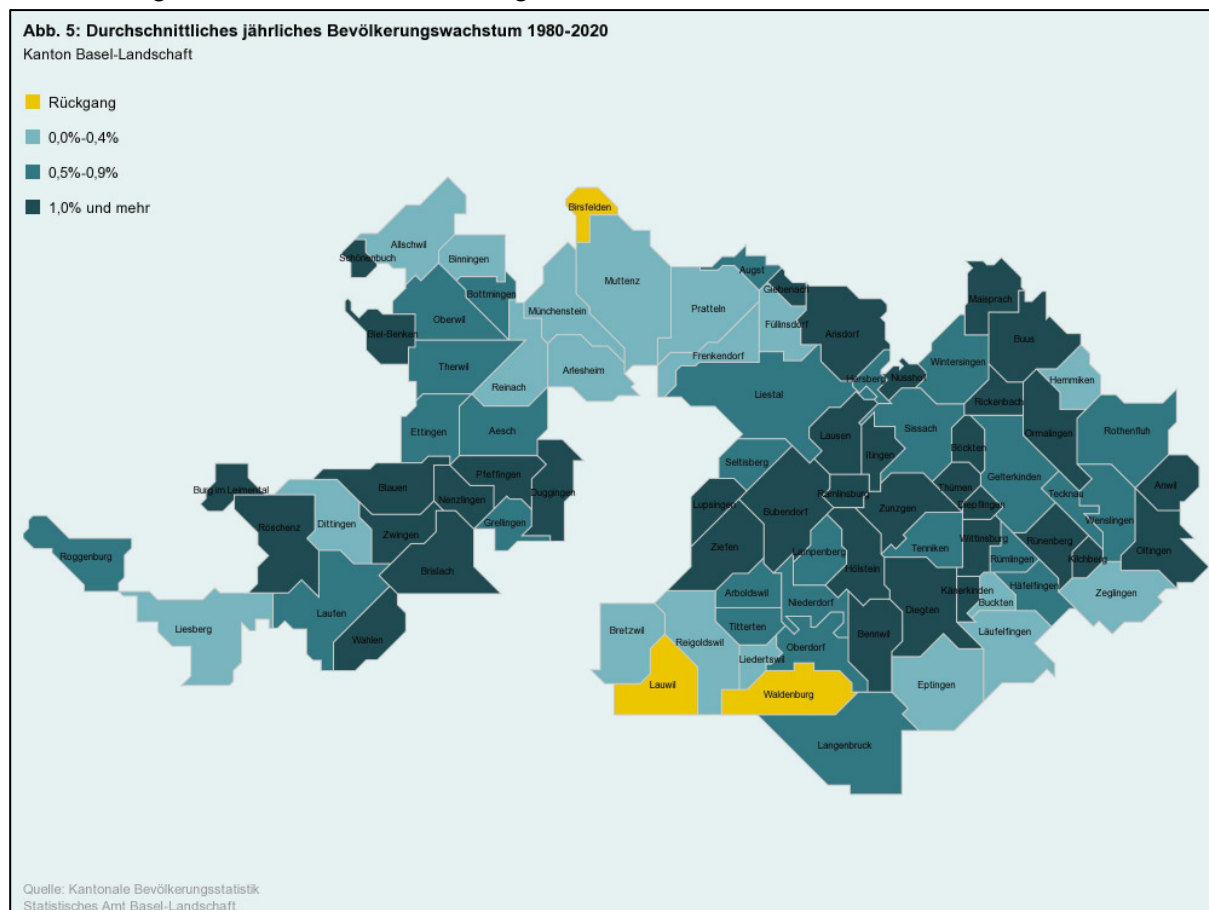 Abb. 5: Durchschnittliches jährliches Bevölkerungswachstum 1980-2020
Kanton Basel-Landschaft
Rückgang
0,0%-0,4%
0,5%-0,9%
1,0% und mehr
Birsfelden
Allschwil
Schönenbuch
Binningen
Bottmingen
Muttenz
Augst
Giebenach
Maisprach
Münchenstein
Pratteln
Füllinsdorf
Arisdorf
Oberwil
Biel-Benken
Buus
Frenkendorf
Wintersingen
Therwil
Reinach
Arlesheim
Hersberg
Nusshof
Hemmiken
Liestal
Rickenbach
Ettingen
Aesch
Lausen
Sissach
Ormalingen
Rothenfluh
Itingen
Böckten
Seltisberg
Gelterkinden
Pfeffingen
Blauen
Burg im Leimental
Nenzlingen
Duggingen
Ramlinsburg
Thürnen
Anwil
Tecknau
Diepflingen
Röschenz
Dittingen
Grellingen
Lupsingen
Bubendorf
Zunzgen
Wenslingen
Zwingen
Wittinsburg
Rünenberg
Ziefen
Tenniken
Oltingen
Roggenburg
Lampenberg
Rümlingen
Kilchberg
Brislach
Hölstein
Häfelfingen
Känerkinden
Zeglingen
Arboldswil
Niederdorf
Buckten
Laufen
Diegten
Liesberg
Titterten
Bretzwil
Läufelfingen
Wahlen
Reigoldswil
Oberdorf
Bennwil
Liedertswil
Lauwil
Eptingen
Waldenburg
Langenbruck
Quelle: Kantonale Bevölkerungsstatistik
Statistisches Amt Basel-Landschaft